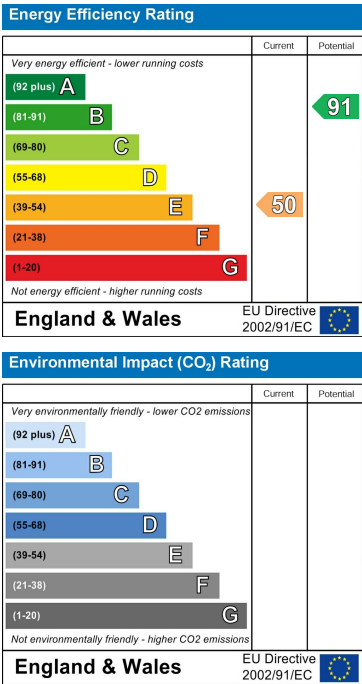 Energy Efficiency Rating
Current Potential
Very energy efficient - lower running costs
(92 plus) A
(81-91) B
91
(69-80) C
(55-68) D
(39-54) E
50
(21-38) F
(1-20) G
Not energy efficient - higher running costs
England & Wales
EU Directive
2002/91/EC
Environmental Impact (CO₂) Rating
Current Potential
Very environmentally friendly - lower CO2 emissions
(92 plus) A
(81-91) B
(69-80) C
(55-68) D
(39-54) E
(21-38) F
(1-20) G
Not environmentally friendly - higher CO2 emissions
England & Wales
EU Directive
2002/91/EC